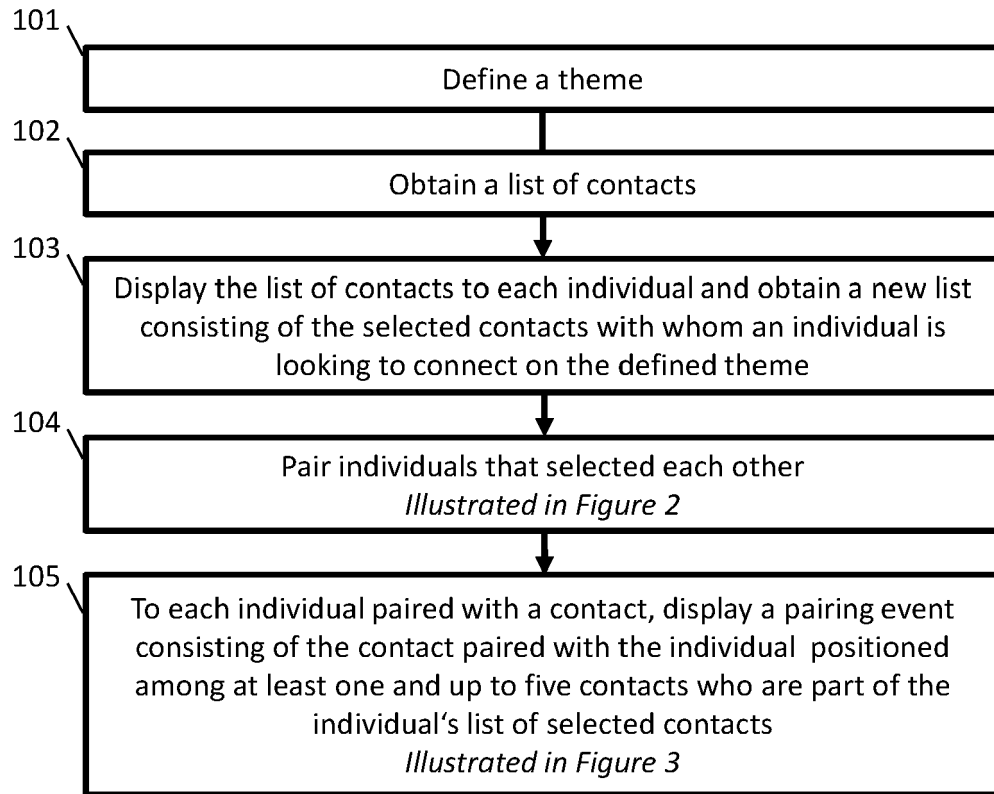 101
Define a theme
102
Obtain a list of contacts
103
Display the list of contacts to each individual and obtain a new list
consisting of the selected contacts with whom an individual is
looking to connect on the defined theme
104
Pair individuals that selected each other
Illustrated in Figure 2
105
To each individual paired with a contact, display a pairing event
consisting of the contact paired with the individual  positioned
among at least one and up to five contacts who are part of the
individual‘s list of selected contacts
Illustrated in Figure 3